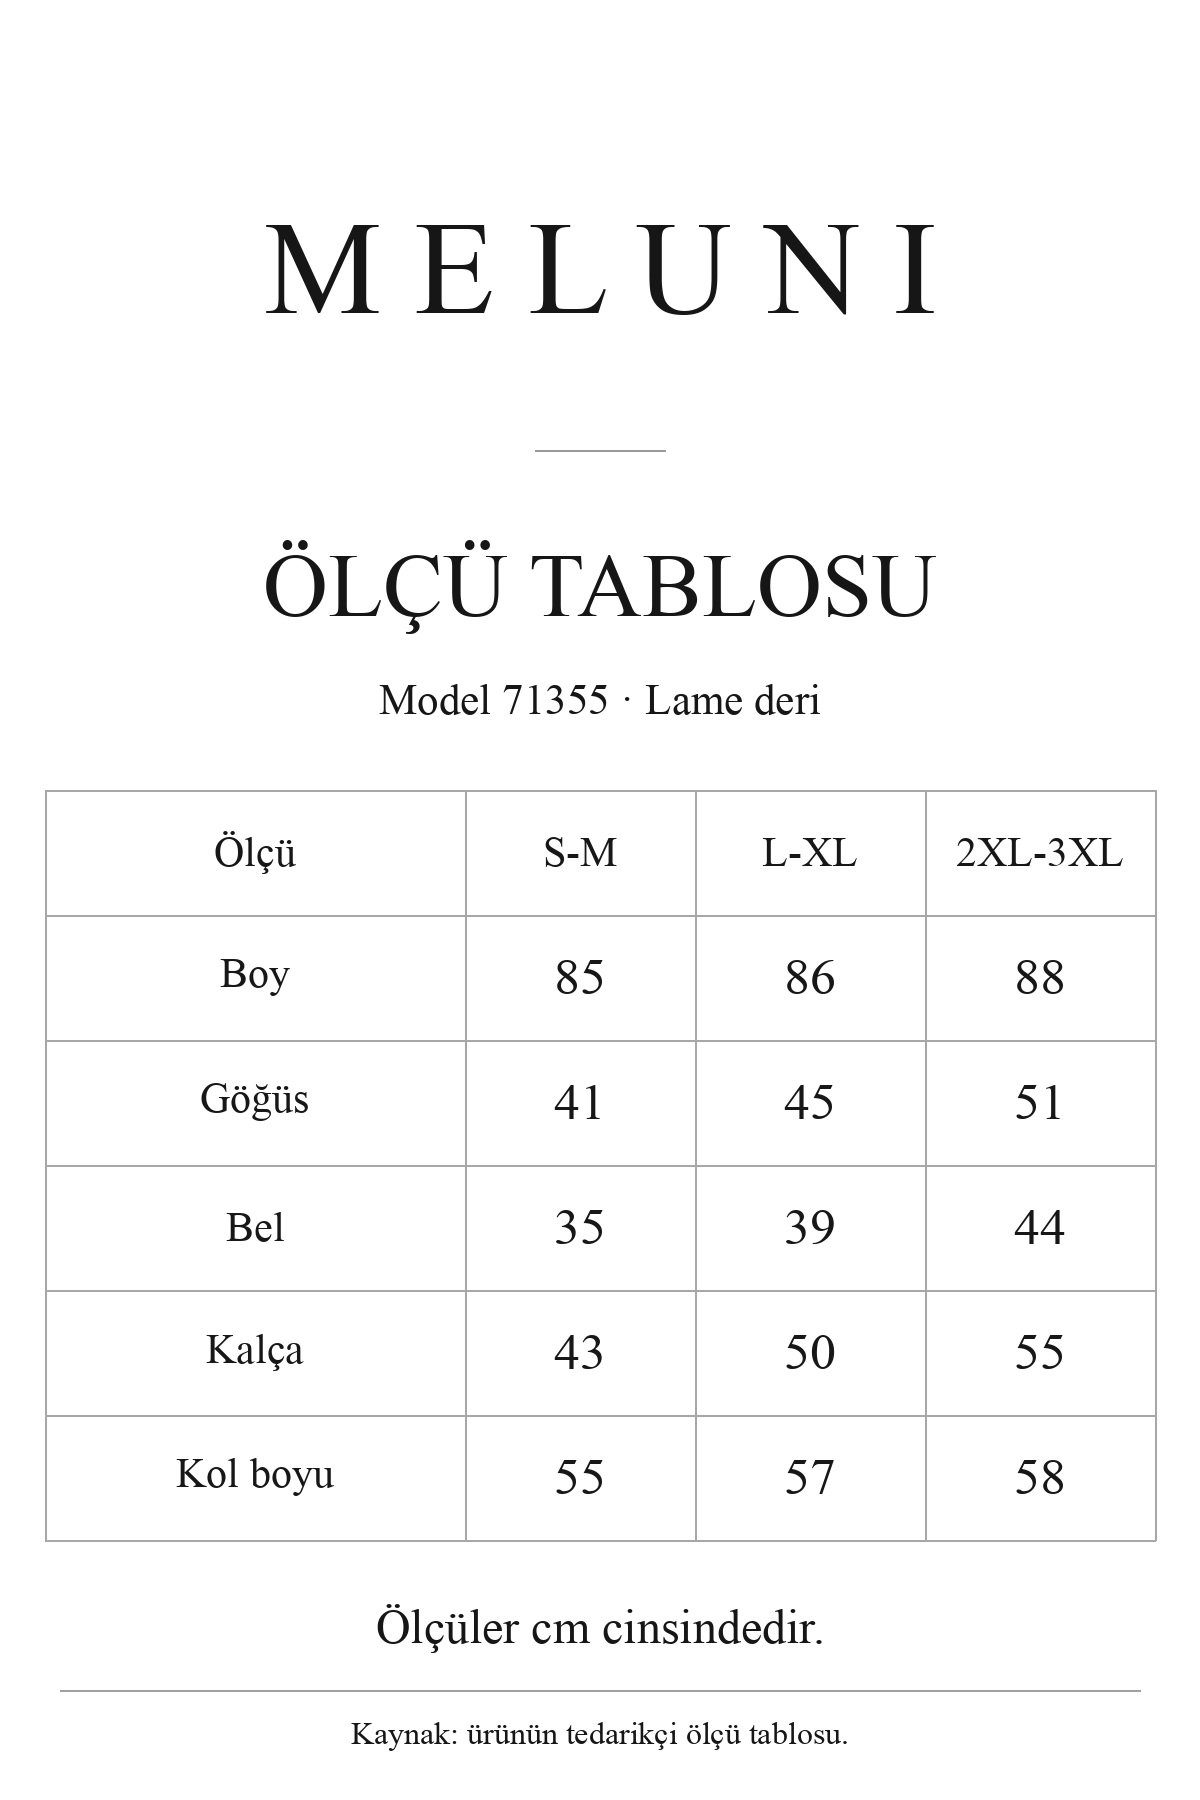 MELUNI
ÖLÇÜ TABLOSU
Model 71355 · Lame deri
Ölçü S-M L-XL 2XL-3XL
Boy 85 86 88
Göğüs 41 45 51
Bel 35 39 44
Kalça 43 50 55
Kol boyu 55 57 58
Ölçüler cm cinsindedir.
Kaynak: ürünün tedarikçi ölçü tablosu.